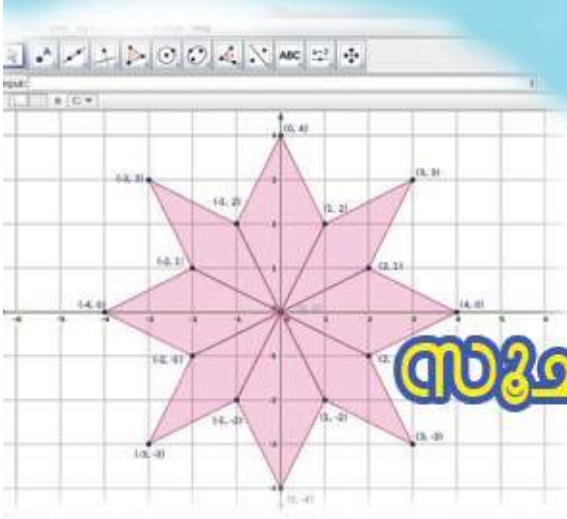 ABC
(0, 4)
(-3, 3) (3, 3)
(-1, 2) (1, 2)
(-2, 1) (2, 1)
(-4, 0) (4, 0)
(-2, -1) (2,
സൂച
(-1, -2) (1, -2)
(-3, -3) (3, -3)
(0, -4)